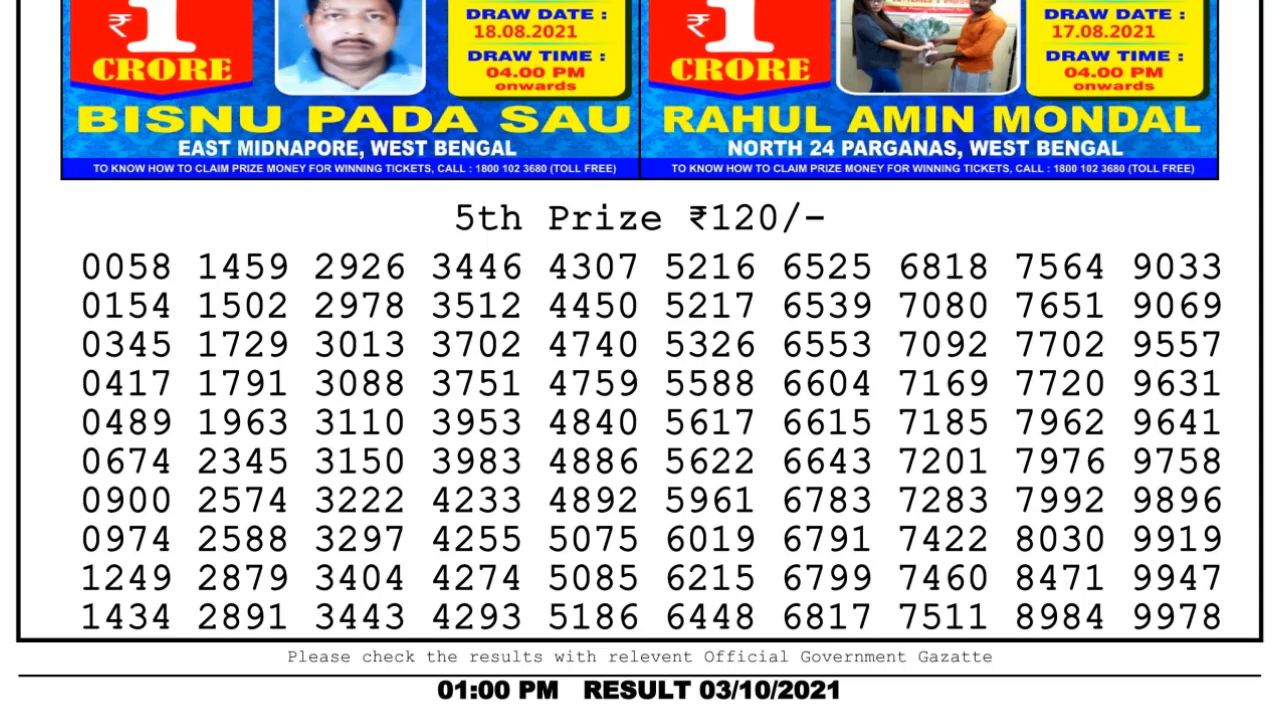 ₹1
CRORE
DRAW DATE :
18.08.2021
DRAW TIME :
04.00 PM
onwards
BISNU PADA SAU
EAST MIDNAPORE, WEST BENGAL
TO KNOW HOW TO CLAIM PRIZE MONEY FOR WINNING TICKETS, CALL : 1800 102 3680 (TOLL FREE)
₹1
CRORE
DRAW DATE :
17.08.2021
DRAW TIME :
04.00 PM
onwards
RAHUL AMIN MONDAL
NORTH 24 PARGANAS, WEST BENGAL
TO KNOW HOW TO CLAIM PRIZE MONEY FOR WINNING TICKETS, CALL : 1800 102 3680 (TOLL FREE)
5th Prize ₹120/-
0058 1459 2926 3446 4307 5216 6525 6818 7564 9033
0154 1502 2978 3512 4450 5217 6539 7080 7651 9069
0345 1729 3013 3702 4740 5326 6553 7092 7702 9557
0417 1791 3088 3751 4759 5588 6604 7169 7720 9631
0489 1963 3110 3953 4840 5617 6615 7185 7962 9641
0674 2345 3150 3983 4886 5622 6643 7201 7976 9758
0900 2574 3222 4233 4892 5961 6783 7283 7992 9896
0974 2588 3297 4255 5075 6019 6791 7422 8030 9919
1249 2879 3404 4274 5085 6215 6799 7460 8471 9947
1434 2891 3443 4293 5186 6448 6817 7511 8984 9978
Please check the results with relevent Official Government Gazatte
01:00 PM RESULT 03/10/2021